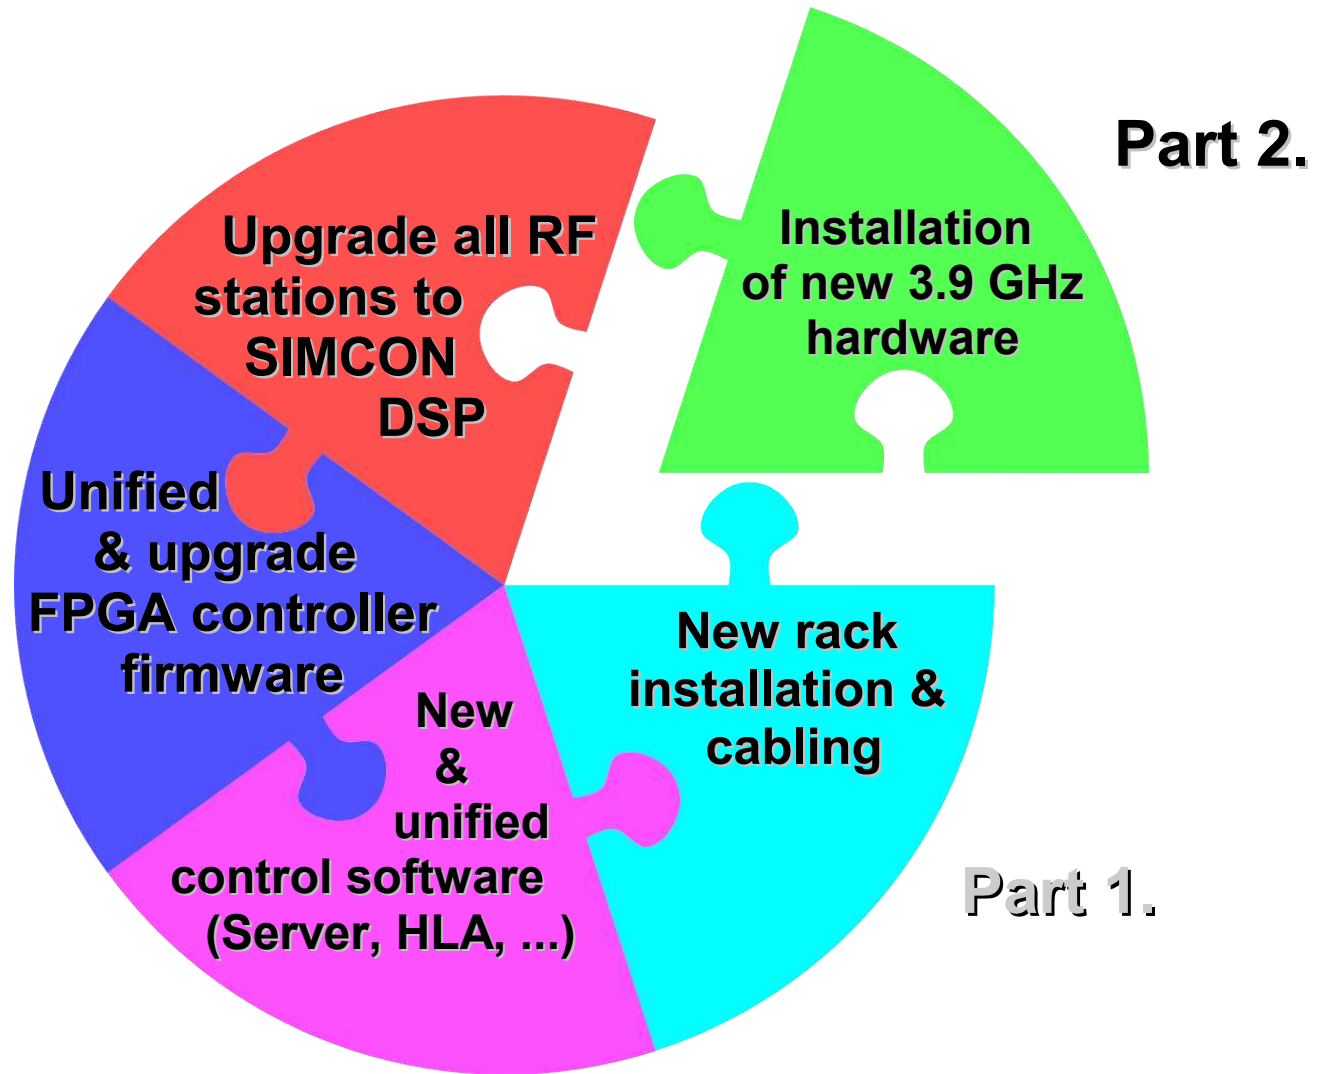 Part 2.
Installation
of new 3.9 GHz
hardware
Upgrade all RF
stations to
SIMCON
DSP
Unified
& upgrade
FPGA controller
firmware
New
&
unified
control software
(Server, HLA, ...)
New rack
installation &
cabling
Part 1.